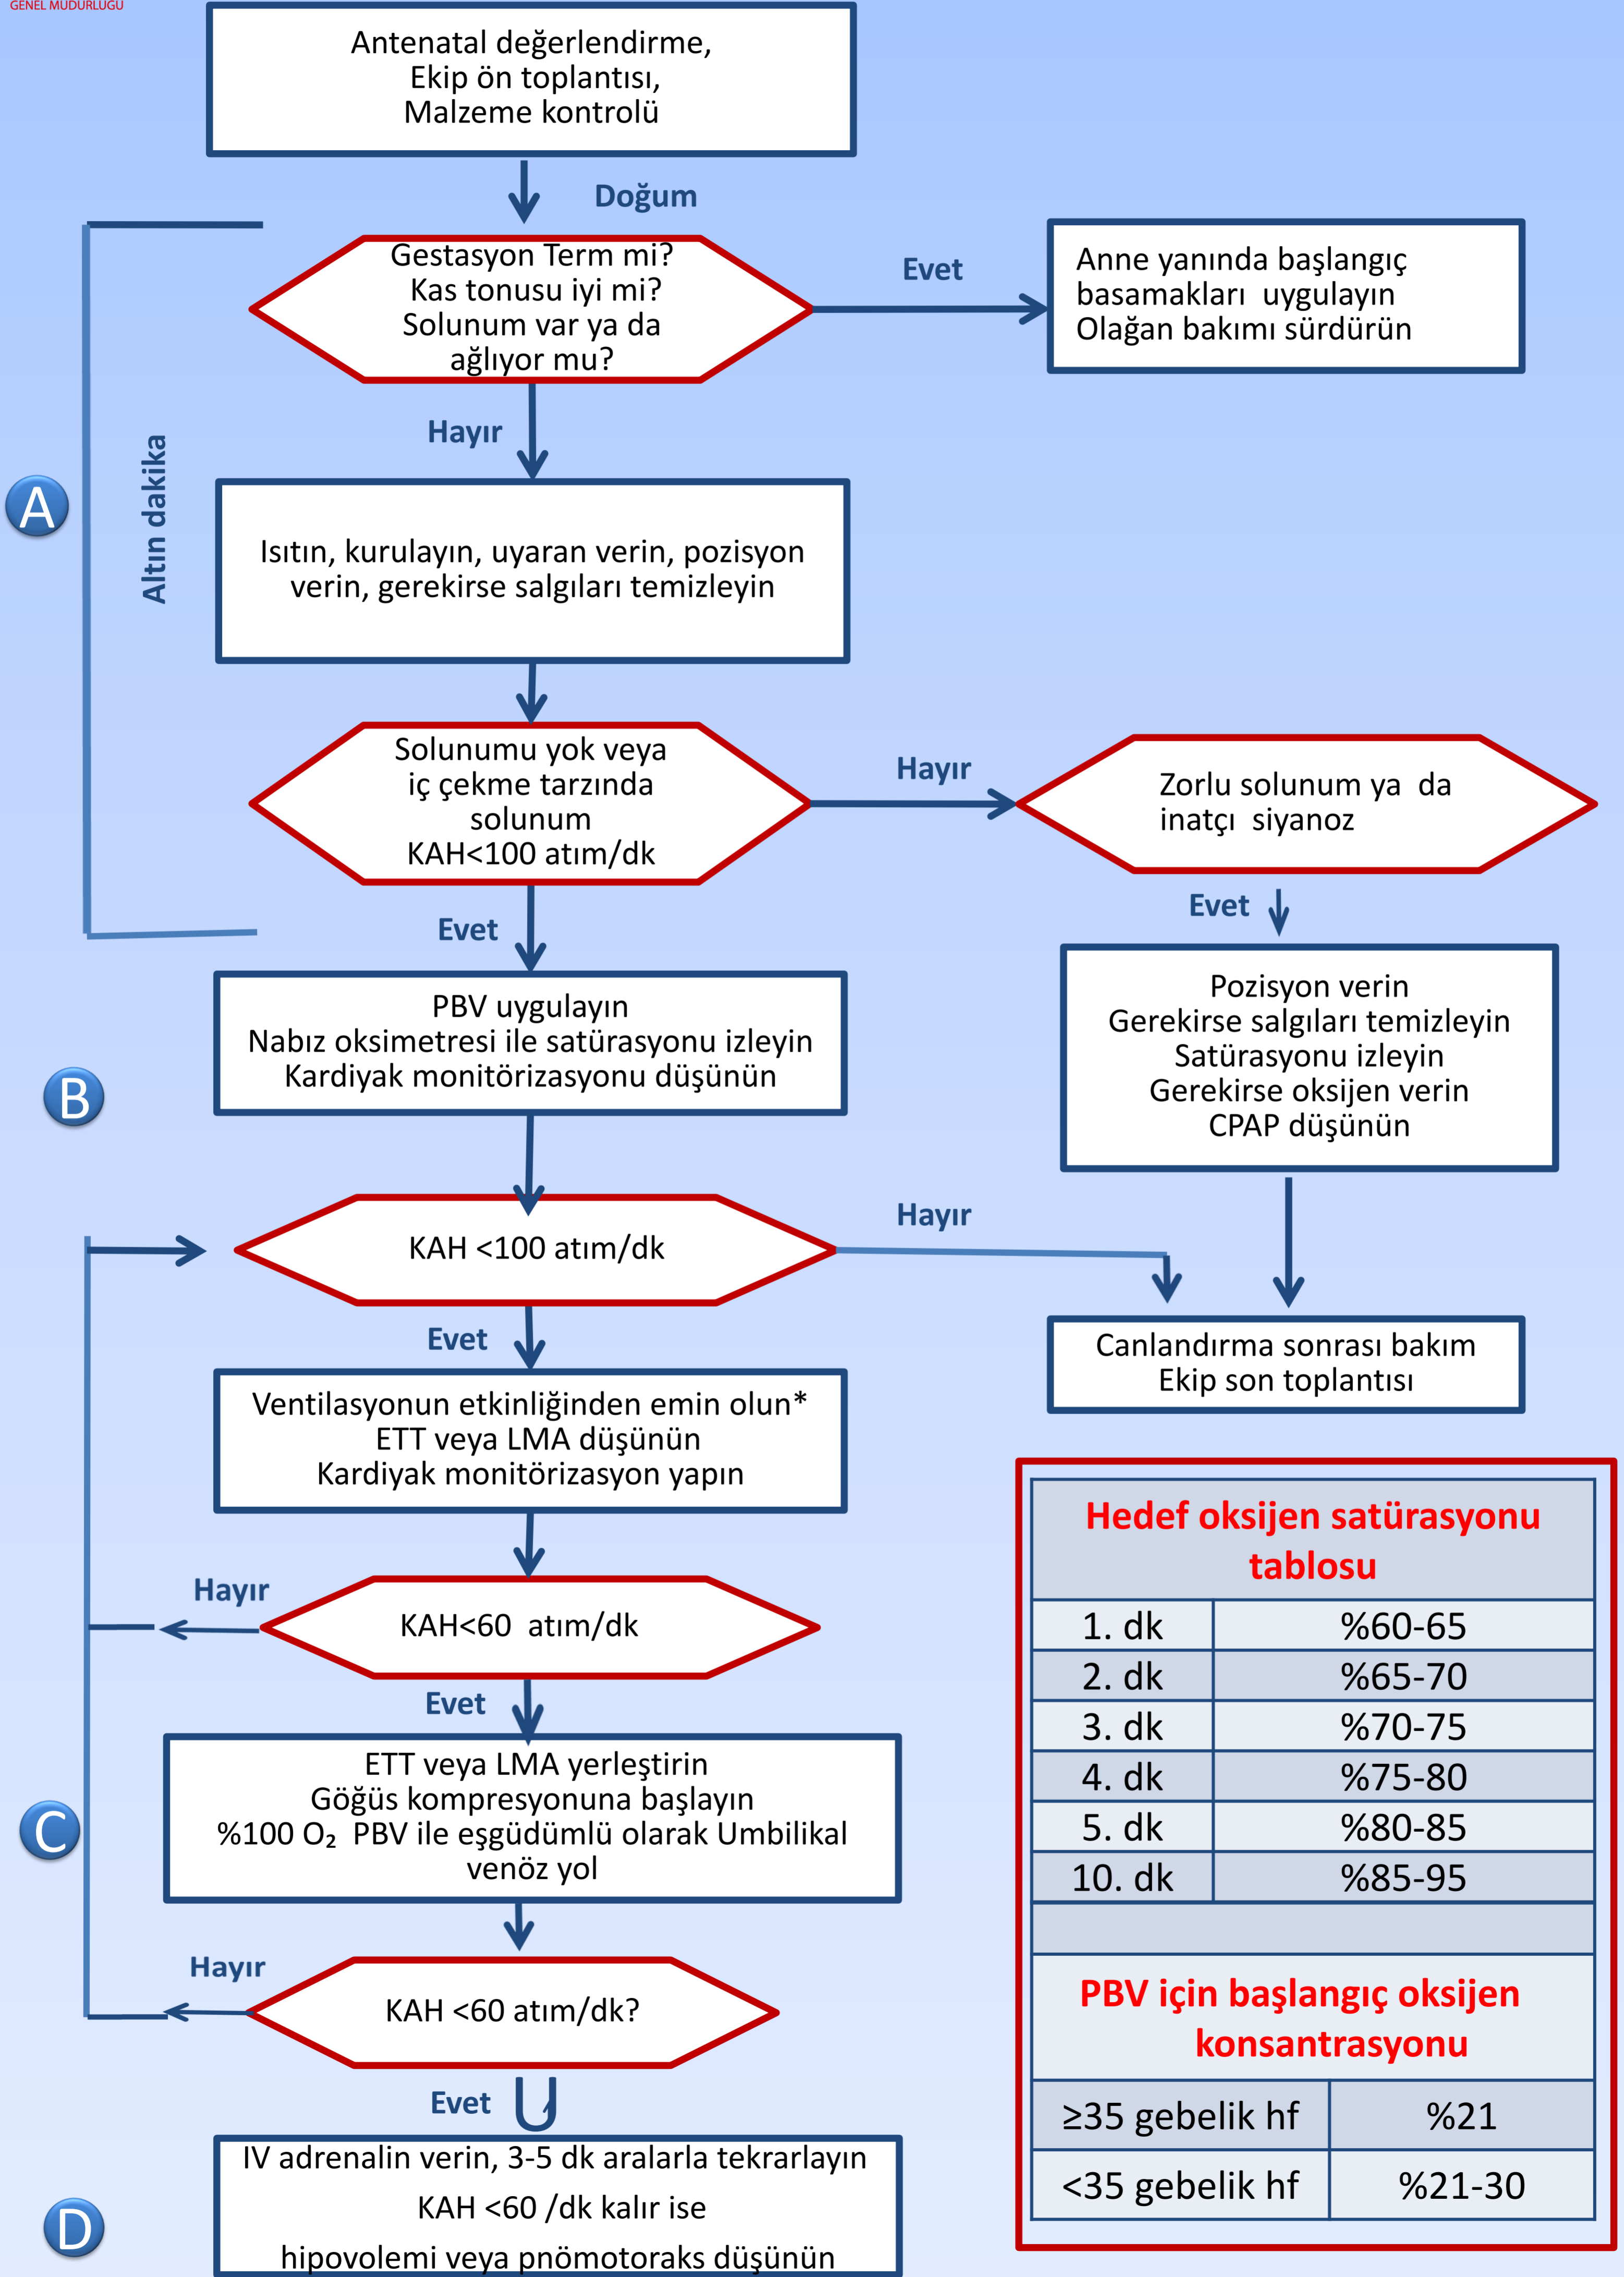 GENEL MÜDÜRLÜĞÜ
Antenatal değerlendirme,
Ekip ön toplantısı,
Malzeme kontrolü
Doğum
Gestasyon Term mi?
Kas tonusu iyi mi?
Solunum var ya da
ağlıyor mu?
Evet
Anne yanında başlangıç
basamakları uygulayın
Olağan bakımı sürdürün
Hayır
A
Altın dakika
Isıtın, kurulayın, uyaran verin, pozisyon
verin, gerekirse salgıları temizleyin
Solunumu yok veya
iç çekme tarzında
solunum
KAH<100 atım/dk
Hayır
Zorlu solunum ya da
inatçı siyanoz
Evet
Evet
PBV uygulayın
Nabız oksimetresi ile satürasyonu izleyin
Kardiyak monitörizasyonu düşünün
Pozisyon verin
Gerekirse salgıları temizleyin
Satürasyonu izleyin
Gerekirse oksijen verin
CPAP düşünün
B
KAH <100 atım/dk
Hayır
Evet
Canlandırma sonrası bakım
Ekip son toplantısı
Ventilasyonun etkinliğinden emin olun*
ETT veya LMA düşünün
Kardiyak monitörizasyon yapın
Hayır
KAH<60 atım/dk
Evet
ETT veya LMA yerleştirin
Göğüs kompresyonuna başlayın
%100 O₂ PBV ile eşgüdümlü olarak Umbilikal
venöz yol
C
Hayır
KAH <60 atım/dk?
Evet
IV adrenalin verin, 3-5 dk aralarla tekrarlayın
KAH <60 /dk kalır ise
hipovolemi veya pnömotoraks düşünün
D
Hedef oksijen satürasyonu
tablosu
1. dk %60-65
2. dk %65-70
3. dk %70-75
4. dk %75-80
5. dk %80-85
10. dk %85-95
PBV için başlangıç oksijen
konsantrasyonu
≥35 gebelik hf %21
<35 gebelik hf %21-30